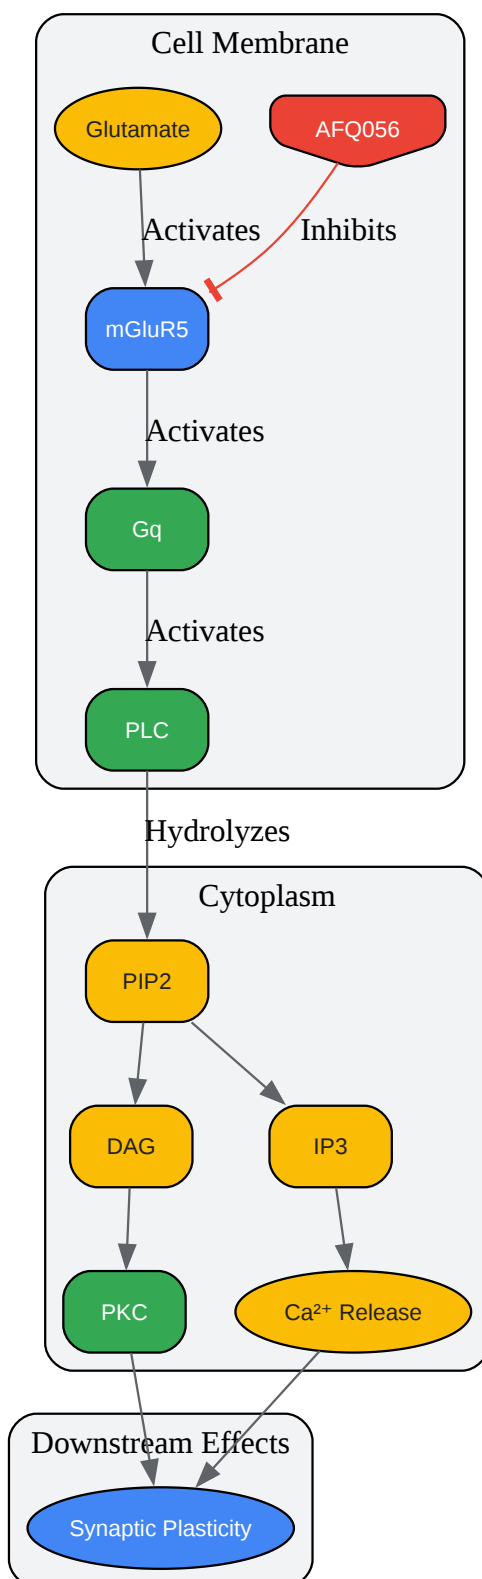 Cell Membrane
Glutamate
AFQ056
Activates
Inhibits
mGluR5
Activates
Gq
Activates
PLC
Hydrolyzes
Cytoplasm
PIP2
DAG
IP3
PKC
Ca²⁺ Release
Downstream Effects
Synaptic Plasticity